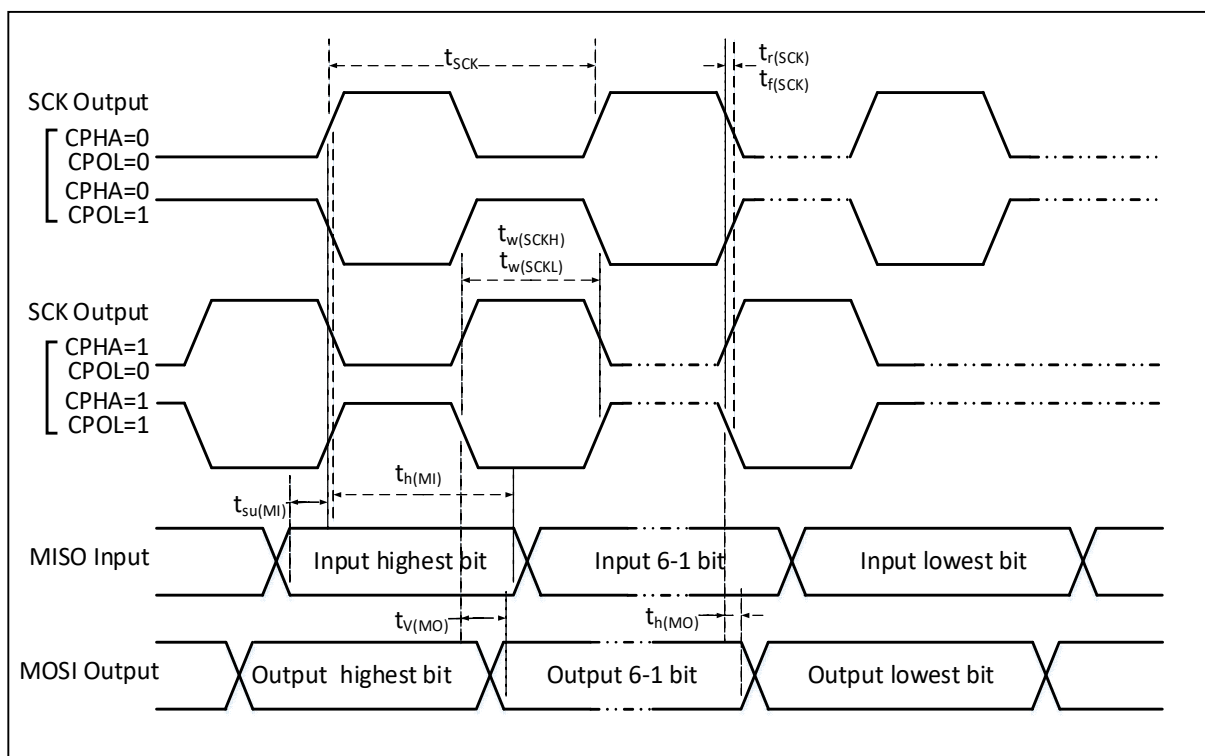 tSCK
tr(SCK)
tf(SCK)
SCK Output
CPHA=0
CPOL=0
CPHA=0
CPOL=1
tw(SCKH)
tw(SCKL)
SCK Output
CPHA=1
CPOL=0
CPHA=1
CPOL=1
th(MI)
tsu(MI)
MISO Input
Input highest bit
Input 6-1 bit
Input lowest bit
tV(MO)
th(MO)
MOSI Output
Output highest bit
Output 6-1 bit
Output lowest bit